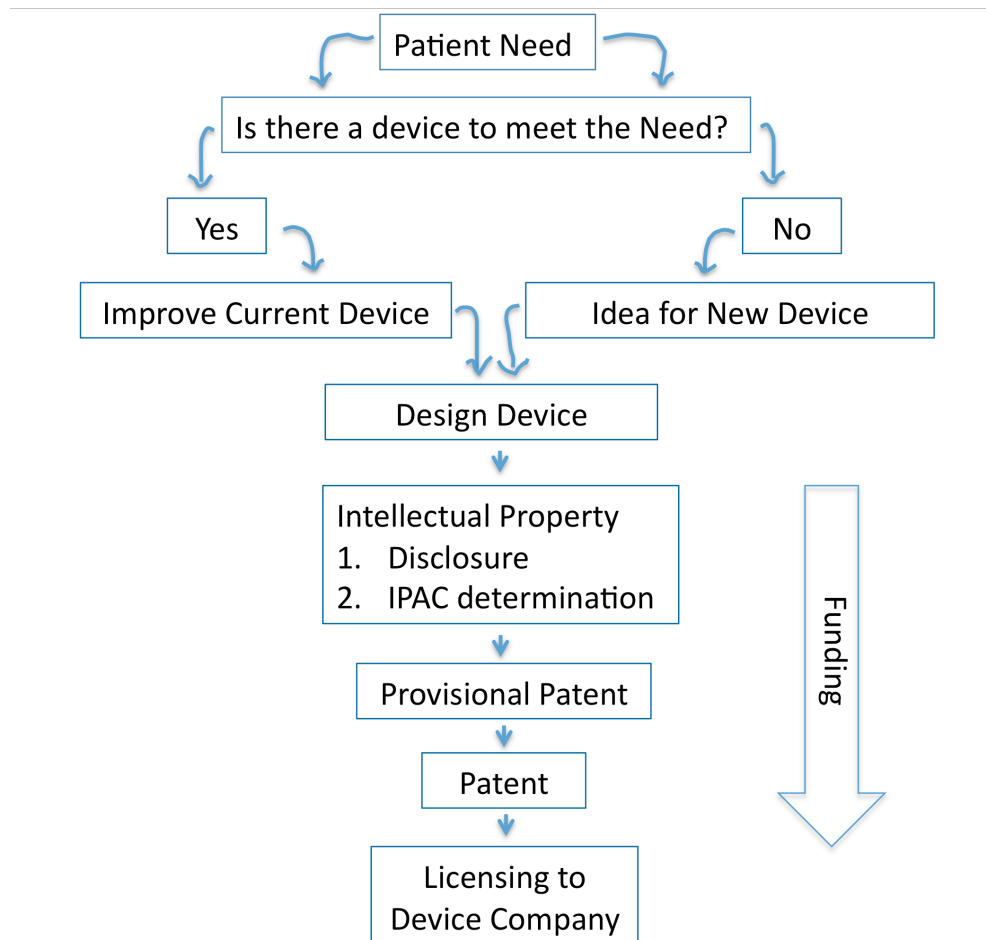 Patient Need
Is there a device to meet the Need?
Yes
No
Improve Current Device
Idea for New Device
Design Device
Intellectual Property
1. Disclosure
2. IPAC determination
Funding
Provisional Patent
Patent
Licensing to
Device Company